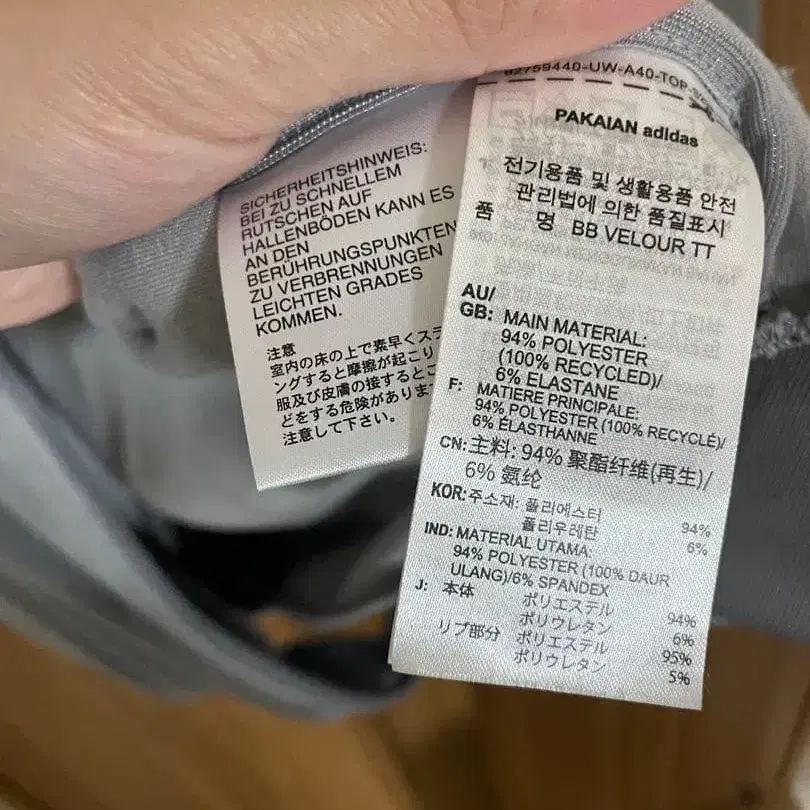 SICHERHEITSHINWEIS:
BEI ZU SCHNELLEM
RUTSCHEN AUF
HALLENBÖDEN KANN ES
AN DEN
BERÜHRUNGSPUNKTEN
ZU VERBRENNUNGEN
LEICHTEN GRADES
KOMMEN.
注意
室内の床の上で素早くスラ
ングすると摩擦が起こり
服及び皮膚の接するとこ
どをする危険がありま
注意して下さい。
62759440-UW-A40-TOP
PAKAIAN adidas
전기용품 및 생활용품 안전
관리법에 의한 품질표시
품 명 BB VELOUR TT
AU/
GB: MAIN MATERIAL:
94% POLYESTER
(100% RECYCLED)/
6% ELASTANE
F: MATIERE PRINCIPALE:
94% POLYESTER (100% RECYCLÉ)/
6% ÉLASTHANNE
CN: 主料: 94% 聚酯纤维(再生)/
6% 氨纶
KOR: 주소재: 폴리에스터 94%
폴리우레탄 6%
IND: MATERIAL UTAMA:
94% POLYESTER (100% DAUR
ULANG)/6% SPANDEX
J: 本体 ポリエステル 94%
ポリウレタン 6%
リブ部分 ポリエステル 95%
ポリウレタン 5%